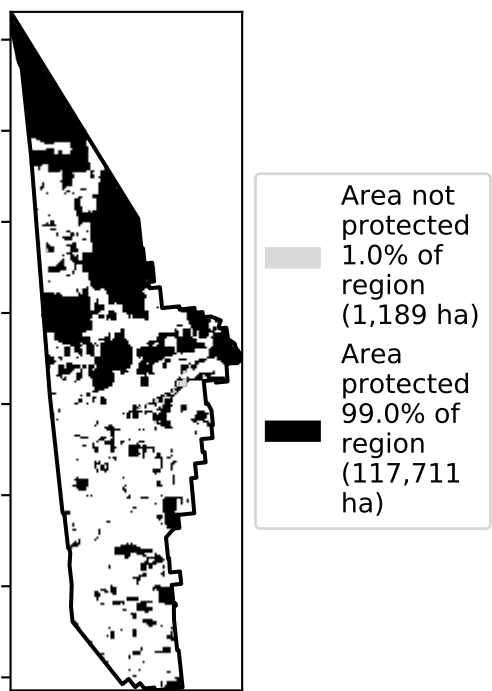 Area not
protected
1.0% of
region
(1,189 ha)
Area
protected
99.0% of
region
(117,711
ha)